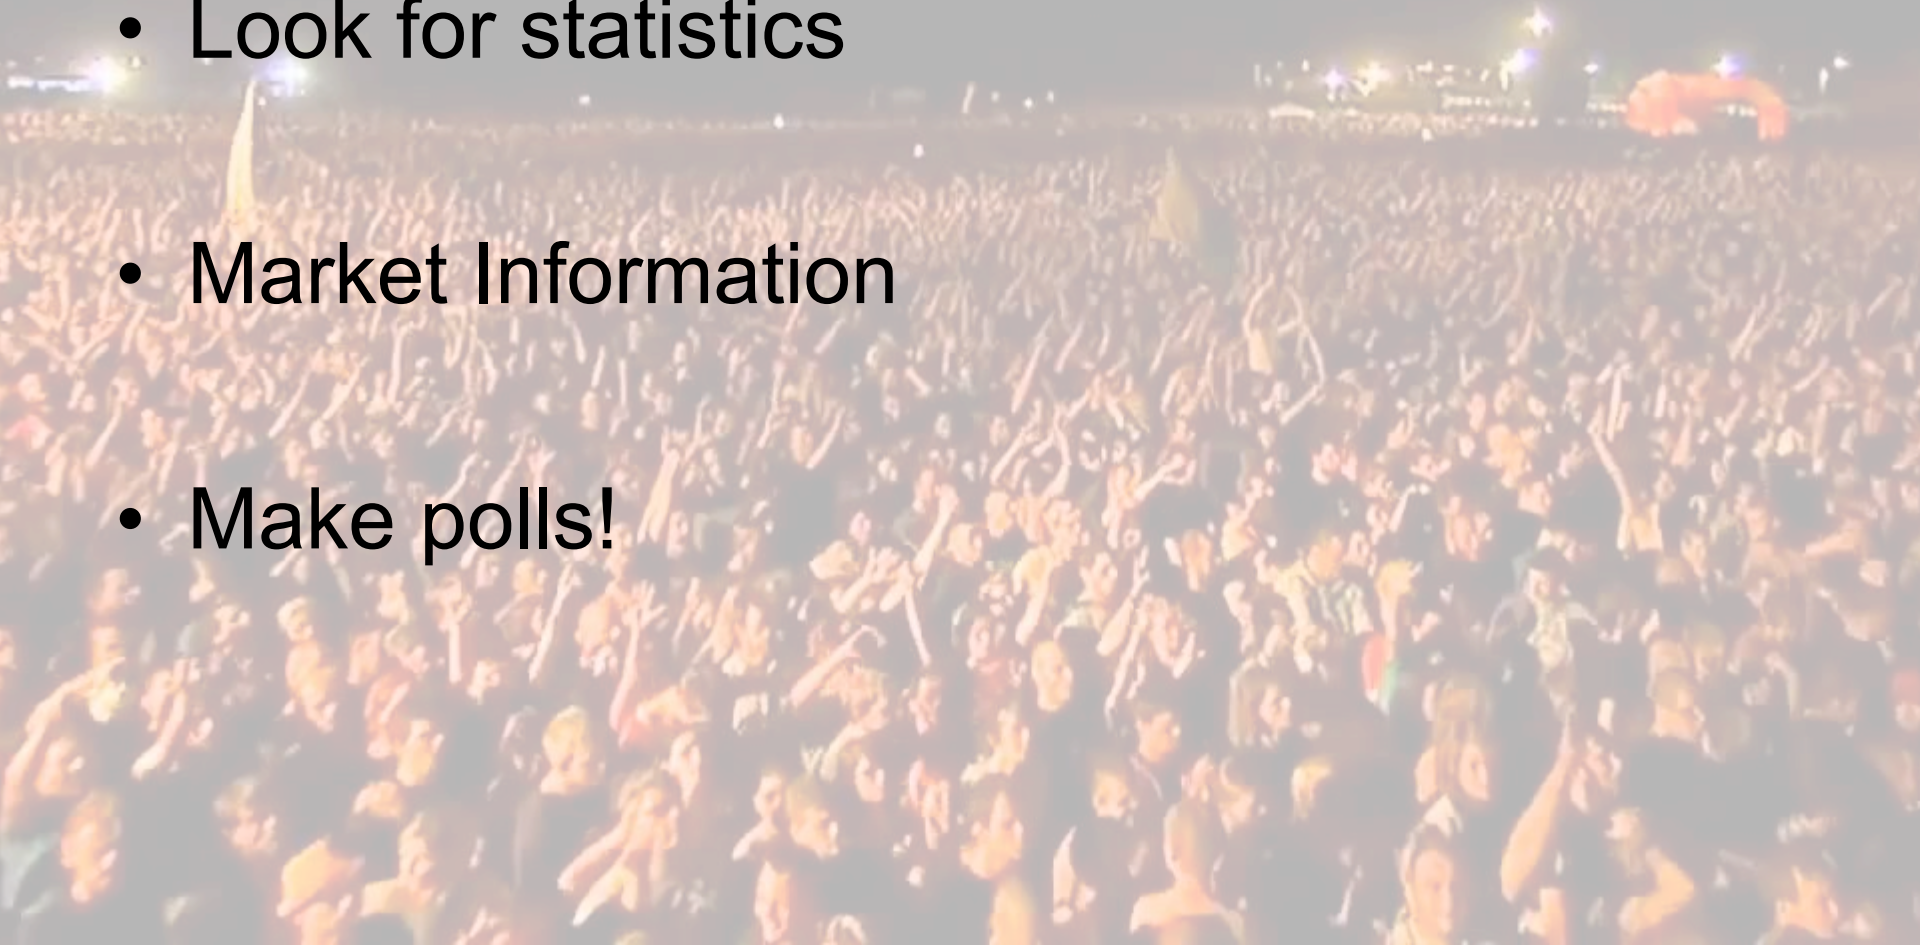 • Look for statistics
• Market Information
• Make polls!